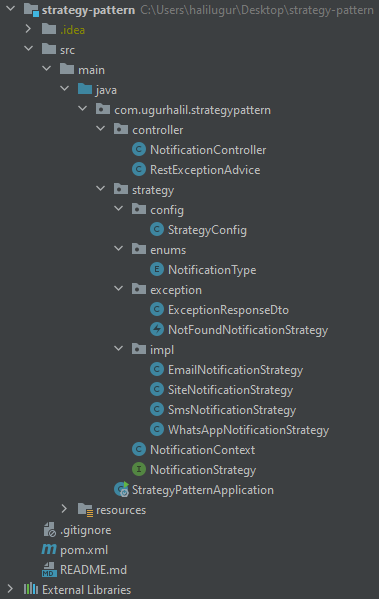 strategy-pattern C:\Users\halilugur\Desktop\strategy-pattern
.idea
src
main
java
com.ugurhalil.strategypattern
controller
C NotificationController
C RestExceptionAdvice
strategy
config
C StrategyConfig
enums
E NotificationType
exception
C ExceptionResponseDto
NotFoundNotificationStrategy
impl
C EmailNotificationStrategy
C SiteNotificationStrategy
C SmsNotificationStrategy
C WhatsAppNotificationStrategy
C NotificationContext
I NotificationStrategy
StrategyPatternApplication
resources
.gitignore
m pom.xml
MD README.md
External Libraries